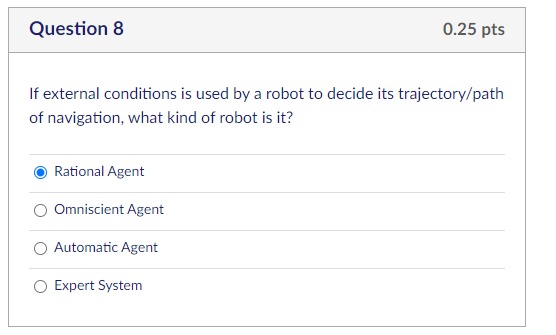 Question 8
0.25 pts
If external conditions is used by a robot to decide its trajectory/path
of navigation, what kind of robot is it?
Rational Agent
Omniscient Agent
Automatic Agent
Expert System